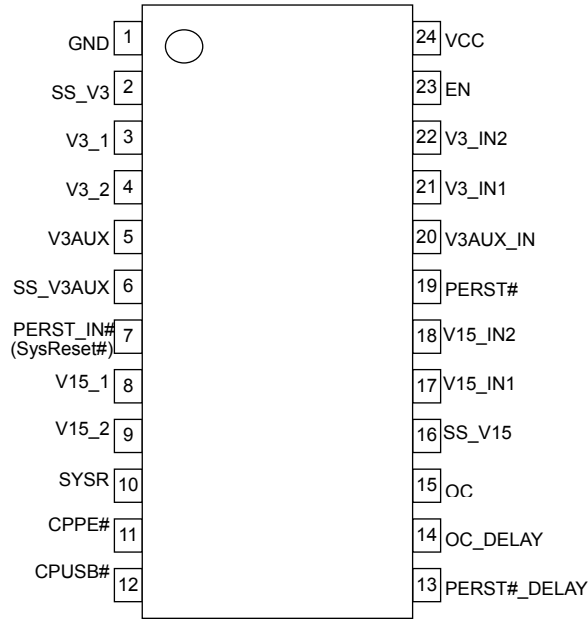 GND 1 24 VCC
SS_V3 2 23 EN
V3_1 3 22 V3_IN2
V3_2 4 21 V3_IN1
V3AUX 5 20 V3AUX_IN
SS_V3AUX 6 19 PERST#
PERST_IN# 7 18 V15_IN2
(SysReset#)
V15_1 8 17 V15_IN1
V15_2 9 16 SS_V15
SYSR 10 15 OC
CPPE# 11 14 OC_DELAY
CPUSB# 12 13 PERST#_DELAY